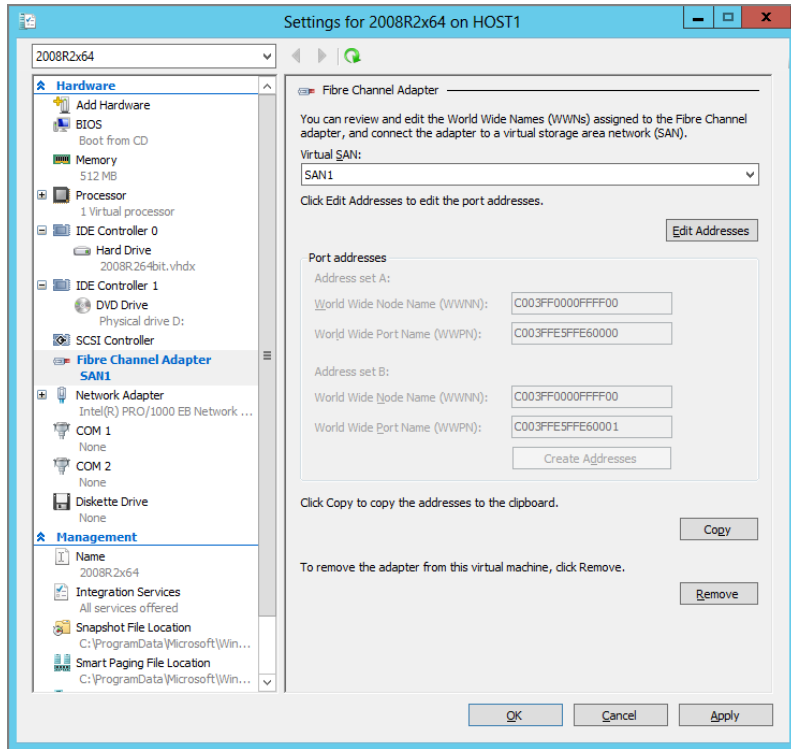 Settings for 2008R2x64 on HOST1
2008R2x64
Hardware
Add Hardware
BIOS
Boot from CD
Memory
512 MB
Processor
1 Virtual processor
IDE Controller 0
Hard Drive
2008R264bit.vhdx
IDE Controller 1
DVD Drive
Physical drive D:
SCSI Controller
Fibre Channel Adapter
SAN1
Network Adapter
Intel(R) PRO/1000 EB Network ...
COM 1
None
COM 2
None
Diskette Drive
None
Management
Name
2008R2x64
Integration Services
All services offered
Snapshot File Location
C:\ProgramData\Microsoft\Win...
Smart Paging File Location
C:\ProgramData\Microsoft\Win...
Fibre Channel Adapter
You can review and edit the World Wide Names (WWNs) assigned to the Fibre Channel
adapter, and connect the adapter to a virtual storage area network (SAN).
Virtual SAN:
SAN1
Click Edit Addresses to edit the port addresses.
Edit Addresses
Port addresses
Address set A:
World Wide Node Name (WWNN): C003FF0000FFFF00
World Wide Port Name (WWPN): C003FFE5FFE60000
Address set B:
World Wide Node Name (WWNN): C003FF0000FFFF00
World Wide Port Name (WWPN): C003FFE5FFE60001
Create Addresses
Click Copy to copy the addresses to the clipboard.
Copy
To remove the adapter from this virtual machine, click Remove.
Remove
OK Cancel Apply